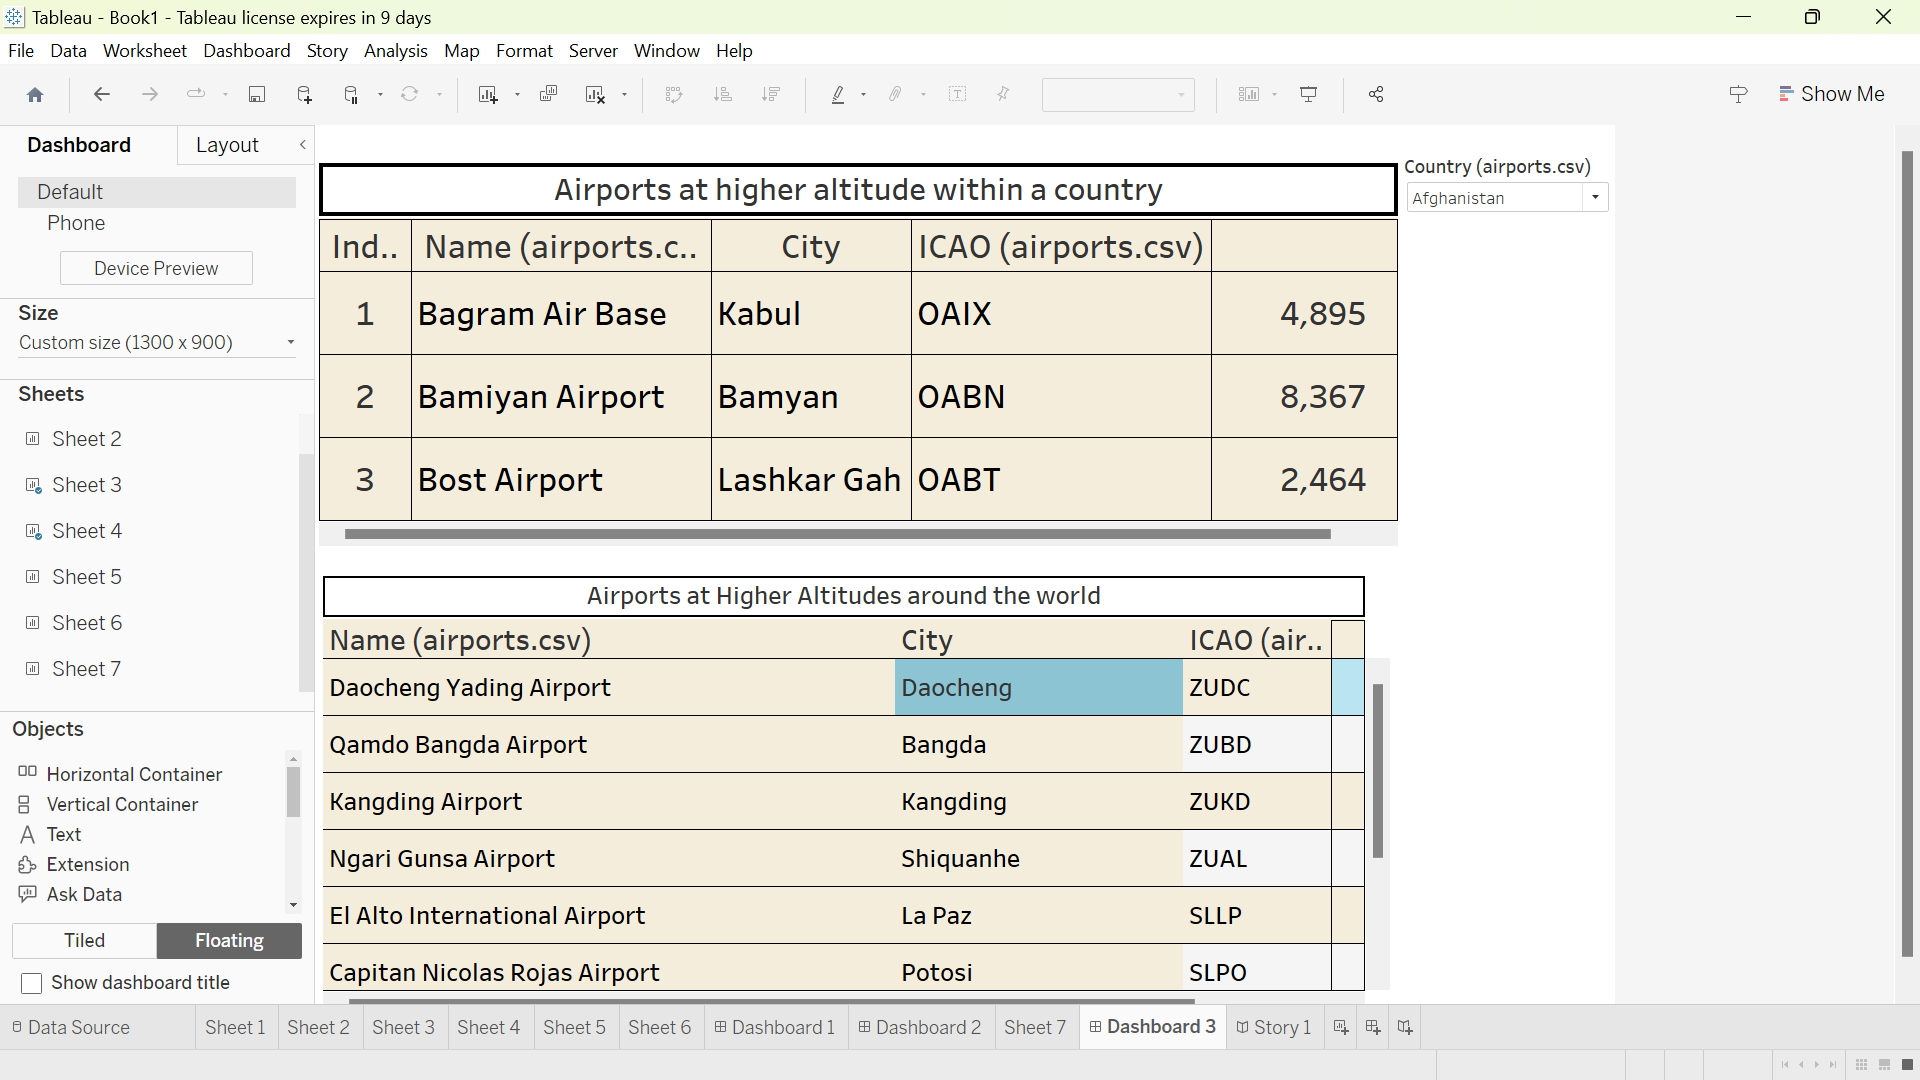 Tableau - Book1 - Tableau license expires in 9 days
File Data Worksheet Dashboard Story Analysis Map Format Server Window Help
Show Me
Dashboard Layout
Default
Phone
Device Preview
Size
Custom size (1300 x 900)
Sheets
Sheet 2
Sheet 3
Sheet 4
Sheet 5
Sheet 6
Sheet 7
Objects
Horizontal Container
Vertical Container
Text
Extension
Ask Data
Tiled Floating
Show dashboard title
Airports at higher altitude within a country
Ind.. Name (airports.c.. City ICAO (airports.csv)
1 Bagram Air Base Kabul OAIX 4,895
2 Bamiyan Airport Bamyan OABN 8,367
3 Bost Airport Lashkar Gah OABT 2,464
Country (airports.csv)
Afghanistan
Airports at Higher Altitudes around the world
Name (airports.csv) City ICAO (air..
Daocheng Yading Airport Daocheng ZUDC
Qamdo Bangda Airport Bangda ZUBD
Kangding Airport Kangding ZUKD
Ngari Gunsa Airport Shiquanhe ZUAL
El Alto International Airport La Paz SLLP
Capitan Nicolas Rojas Airport Potosi SLPO
Data Source Sheet 1 Sheet 2 Sheet 3 Sheet 4 Sheet 5 Sheet 6 Dashboard 1 Dashboard 2 Sheet 7 Dashboard 3 Story 1